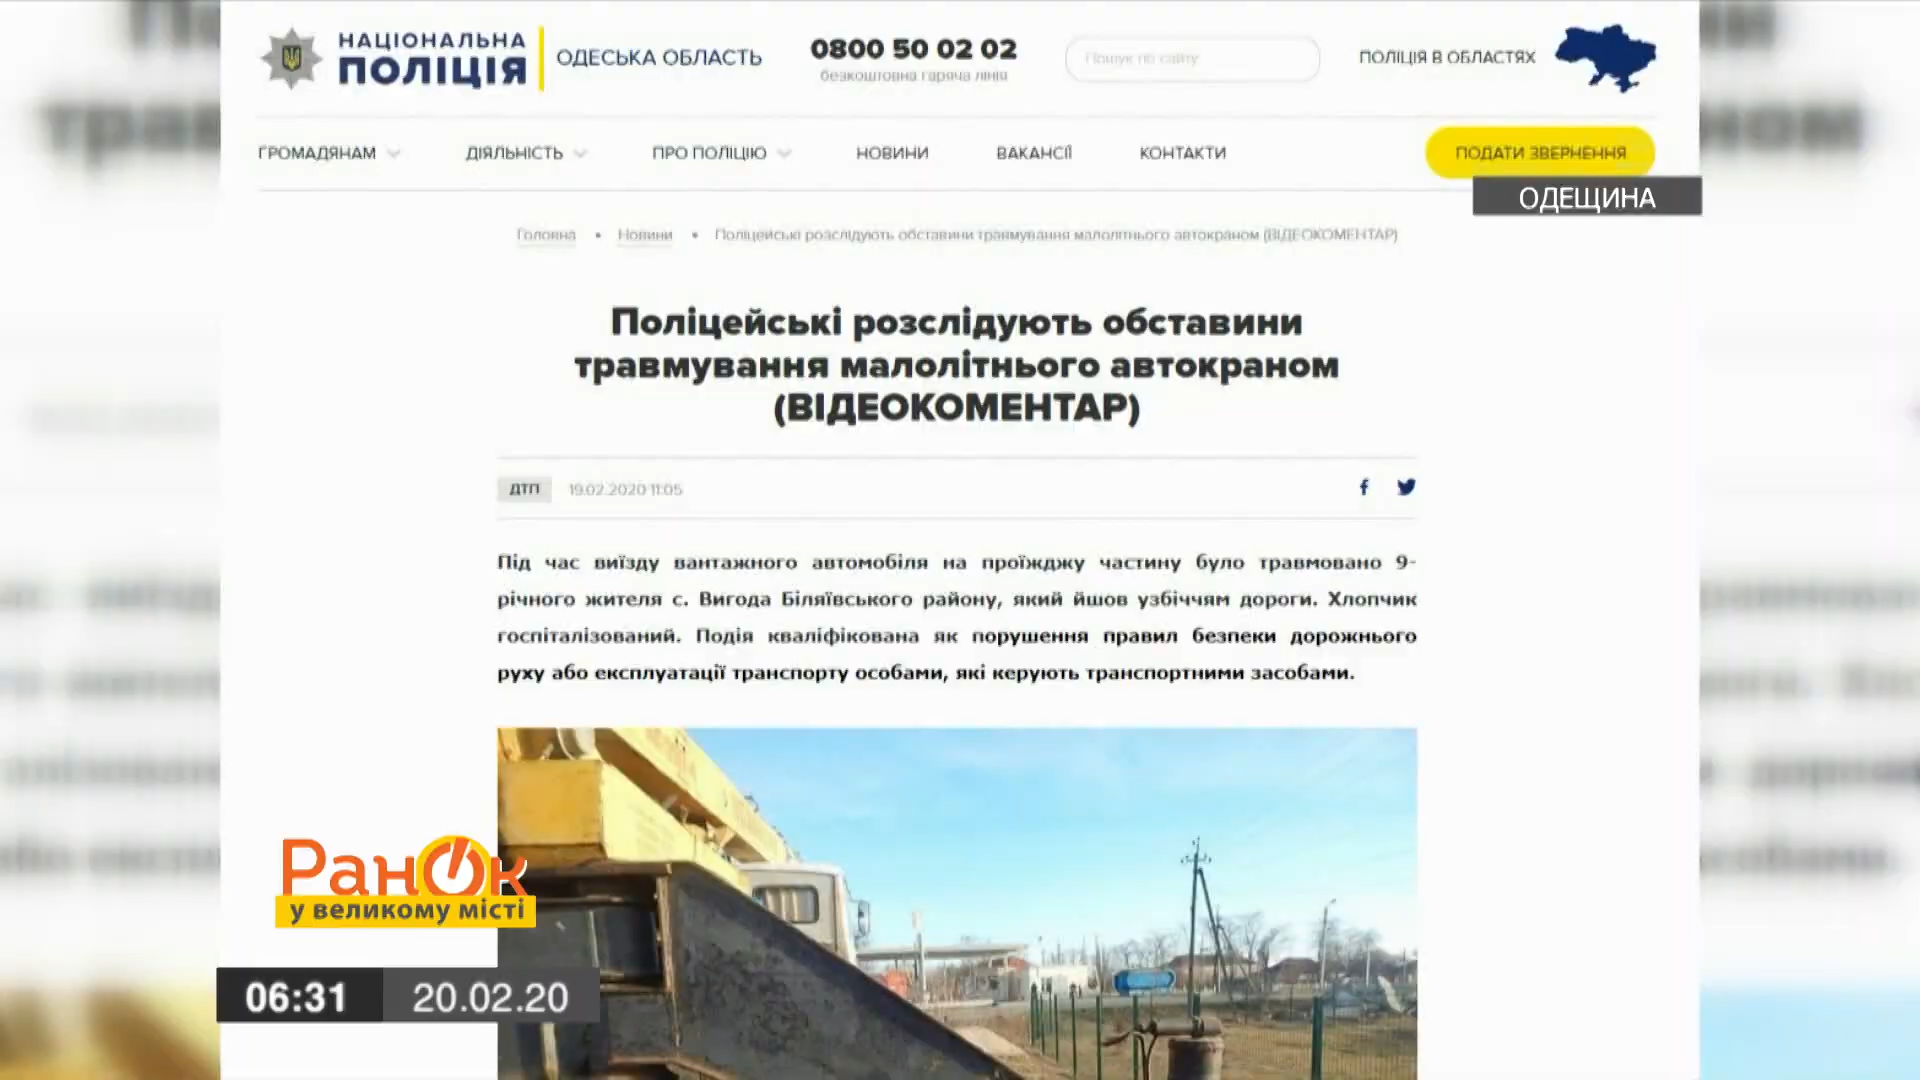 НАЦІОНАЛЬНА
ПОЛІЦІЯ
ОДЕСЬКА ОБЛАСТЬ
0800 50 02 02
безкоштовна гаряча лінія
Пошук по сайту
ПОЛІЦІЯ В ОБЛАСТЯХ
ГРОМАДЯНАМ
ДІЯЛЬНІСТЬ
ПРО ПОЛІЦІЮ
НОВИНИ
ВАКАНСІЇ
КОНТАКТИ
ПОДАТИ ЗВЕРНЕННЯ
ОДЕЩИНА
Головна • Новини • Поліцейські розслідують обставини травмування малолітнього автокраном (ВІДЕОКОМЕНТАР)
Поліцейські розслідують обставини
травмування малолітнього автокраном
(ВІДЕОКОМЕНТАР)
ДТП 19.02.2020 11:05
Під час виїзду вантажного автомобіля на проїжджу частину було травмовано 9-
річного жителя с. Вигода Біляївського району, який йшов узбіччям дороги. Хлопчик
госпіталізований. Подія кваліфікована як порушення правил безпеки дорожнього
руху або експлуатації транспорту особами, які керують транспортними засобами.
РанОк
у великому місті
06:31 20.02.20